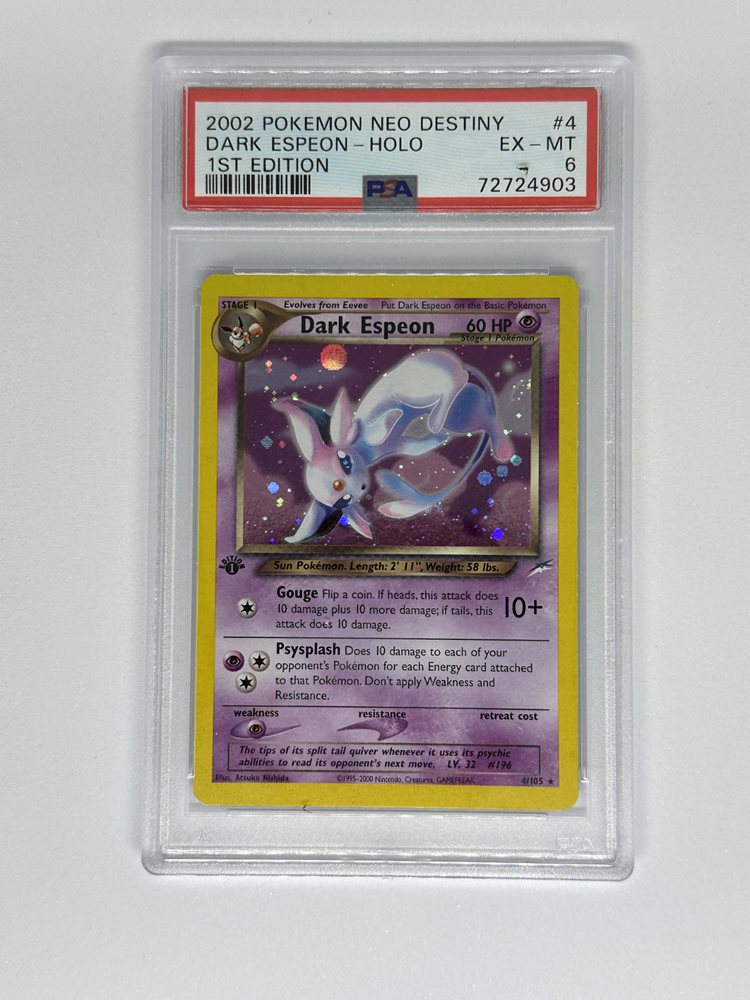 2002 POKEMON NEO DESTINY #4
DARK ESPEON - HOLO EX - MT
1ST EDITION 6
PSA 72724903
STAGE 1 Evolves from Eevee Put Dark Espeon on the Basic Pokémon
Dark Espeon 60 HP
Stage 1 Pokémon
EDITION 1
Sun Pokémon. Length: 2' 11", Weight: 58 lbs.
Gouge Flip a coin. If heads, this attack does
10 damage plus 10 more damage; if tails, this
attack does 10 damage.
10+
Psysplash Does 10 damage to each of your
opponent's Pokémon for each Energy card attached
to that Pokémon. Don't apply Weakness and
Resistance.
weakness resistance retreat cost
The tips of its split tail quiver whenever it uses its psychic
abilities to read its opponent's next move. LV. 32 #196
Illus. Atsuko Nishida ©1995-2000 Nintendo, Creatures, GAMEFREAK. 4/105
PSA